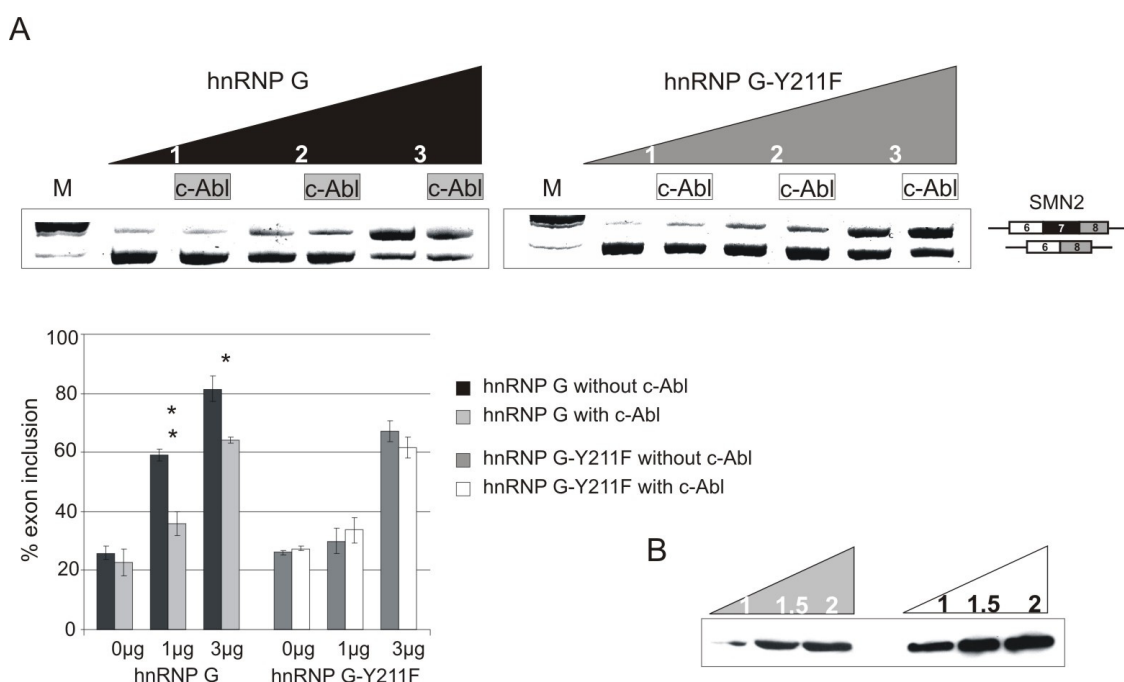 A
hnRNP G
hnRNP G-Y211F
1 2 3
1 2 3
M c-Abl c-Abl c-Abl
M c-Abl c-Abl c-Abl
SMN2
6 7 8
6 8
100
80
60
40
20
0
% exon inclusion
*
*
*
0µg 1µg 3µg
hnRNP G
0µg 1µg 3µg
hnRNP G-Y211F
hnRNP G without c-Abl
hnRNP G with c-Abl
hnRNP G-Y211F without c-Abl
hnRNP G-Y211F with c-Abl
B
1 1.5 2
1 1.5 2